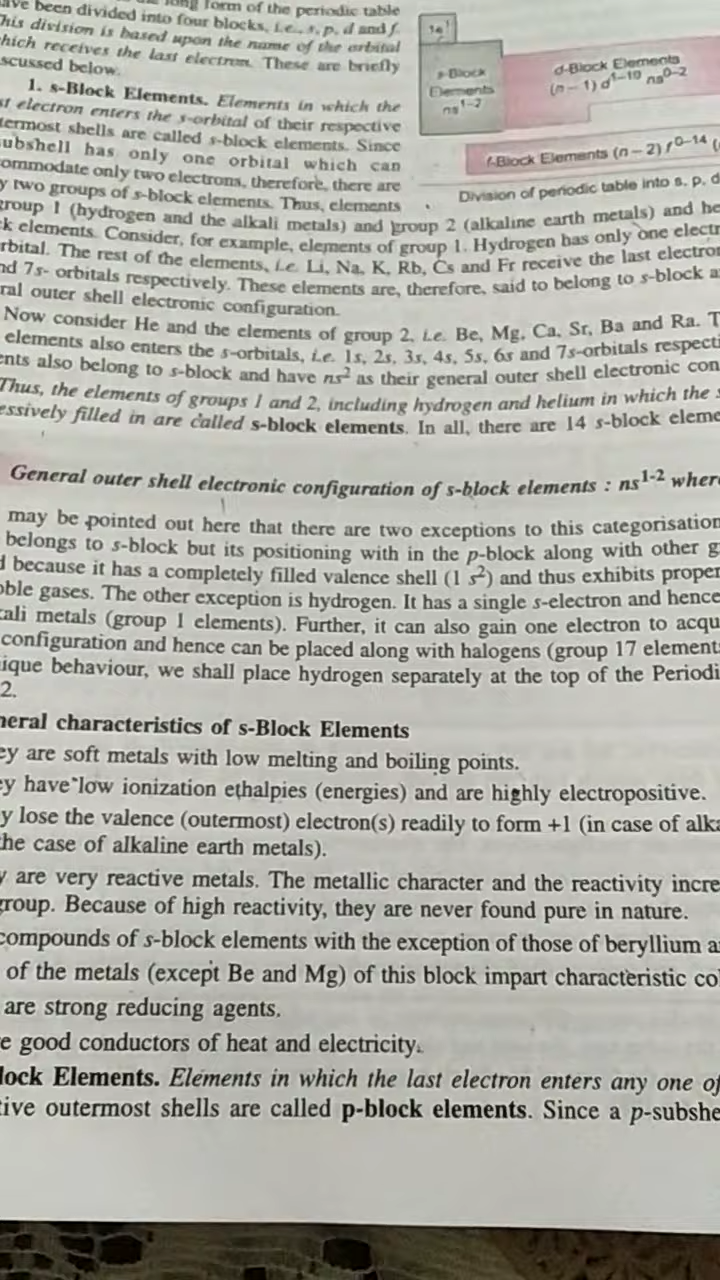 long form of the periodic table
have been divided into four blocks, i.e., s, p, d and f.
This division is based upon the name of the orbital
which receives the last electron. These are briefly
scussed below.
1. s-Block Elements. Elements in which the
st electron enters the s-orbital of their respective
termost shells are called s-block elements. Since
ubshell has only one orbital which can
ommodate only two electrons, therefore, there are
y two groups of s-block elements. Thus, elements
1s¹
s-Block
Elements
ns¹⁻²
d-Block Elements
(n – 1) d¹⁻¹⁰ ns⁰⁻²
f-Block Elements (n – 2) f⁰⁻¹⁴ (
Division of periodic table into s, p, d
group 1 (hydrogen and the alkali metals) and group 2 (alkaline earth metals) and he
k elements. Consider, for example, elements of group 1. Hydrogen has only one electr
rbital. The rest of the elements, i.e. Li, Na, K, Rb, Cs and Fr receive the last electron
nd 7s- orbitals respectively. These elements are, therefore, said to belong to s-block a
ral outer shell electronic configuration.
Now consider He and the elements of group 2, i.e. Be, Mg, Ca, Sr, Ba and Ra. T
elements also enters the s-orbitals, i.e. 1s, 2s, 3s, 4s, 5s, 6s and 7s-orbitals respecti
ents also belong to s-block and have ns² as their general outer shell electronic con
Thus, the elements of groups 1 and 2, including hydrogen and helium in which the s
essively filled in are called s-block elements. In all, there are 14 s-block eleme
General outer shell electronic configuration of s-block elements : ns¹⁻² where
may be pointed out here that there are two exceptions to this categorisation
belongs to s-block but its positioning with in the p-block along with other g
d because it has a completely filled valence shell (1 s²) and thus exhibits proper
oble gases. The other exception is hydrogen. It has a single s-electron and hence
kali metals (group 1 elements). Further, it can also gain one electron to acqu
configuration and hence can be placed along with halogens (group 17 element
ique behaviour, we shall place hydrogen separately at the top of the Periodi
2.
neral characteristics of s-Block Elements
ey are soft metals with low melting and boiling points.
ey have low ionization ethalpies (energies) and are highly electropositive.
y lose the valence (outermost) electron(s) readily to form +1 (in case of alka
the case of alkaline earth metals).
y are very reactive metals. The metallic character and the reactivity incre
group. Because of high reactivity, they are never found pure in nature.
compounds of s-block elements with the exception of those of beryllium a
of the metals (except Be and Mg) of this block impart characteristic co
are strong reducing agents.
e good conductors of heat and electricity.
lock Elements. Elements in which the last electron enters any one of
tive outermost shells are called p-block elements. Since a p-subshe